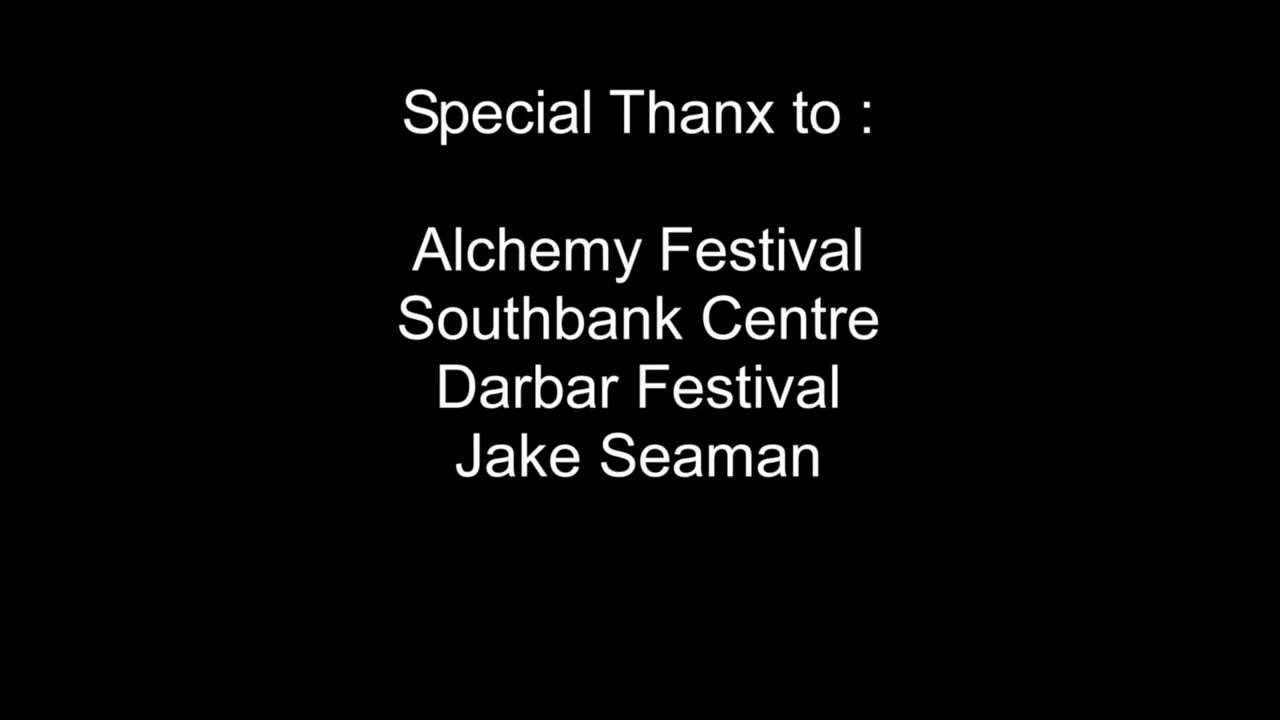 Special Thanx to :
Alchemy Festival
Southbank Centre
Darbar Festival
Jake Seaman